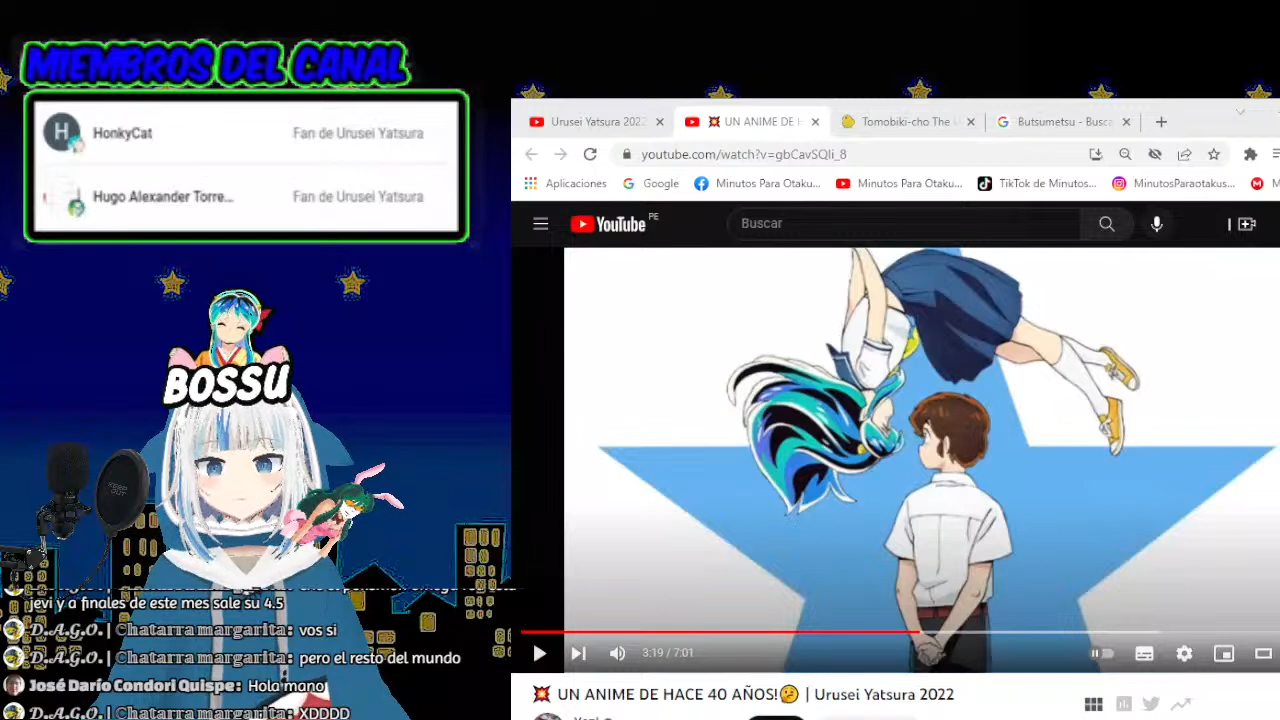 MIEMBROS DEL CANAL
H HonkyCat Fan de Urusei Yatsura
Hugo Alexander Torre... Fan de Urusei Yatsura
BOSSU
KEEP OUT
jevi y a finales de este mes sale su 4.5
D.A.G.O. | Chatarra margarita: vos si
D.A.G.O. | Chatarra margarita: pero el resto del mundo
José Darío Condori Quispe: Hola mano
D.A.G.O. | Chatarra margarita: XDDDD
Urusei Yatsura 2022
💥 UN ANIME DE H
Tomobiki-cho The U
Butsumetsu - Busca
youtube.com/watch?v=gbCavSQli_8
Aplicaciones
Google
Minutos Para Otaku...
Minutos Para Otaku...
TikTok de Minutos...
MinutosParaotakus...
M
YouTube PE
Buscar
3:19 / 7:01
💥 UN ANIME DE HACE 40 AÑOS!🤔 | Urusei Yatsura 2022